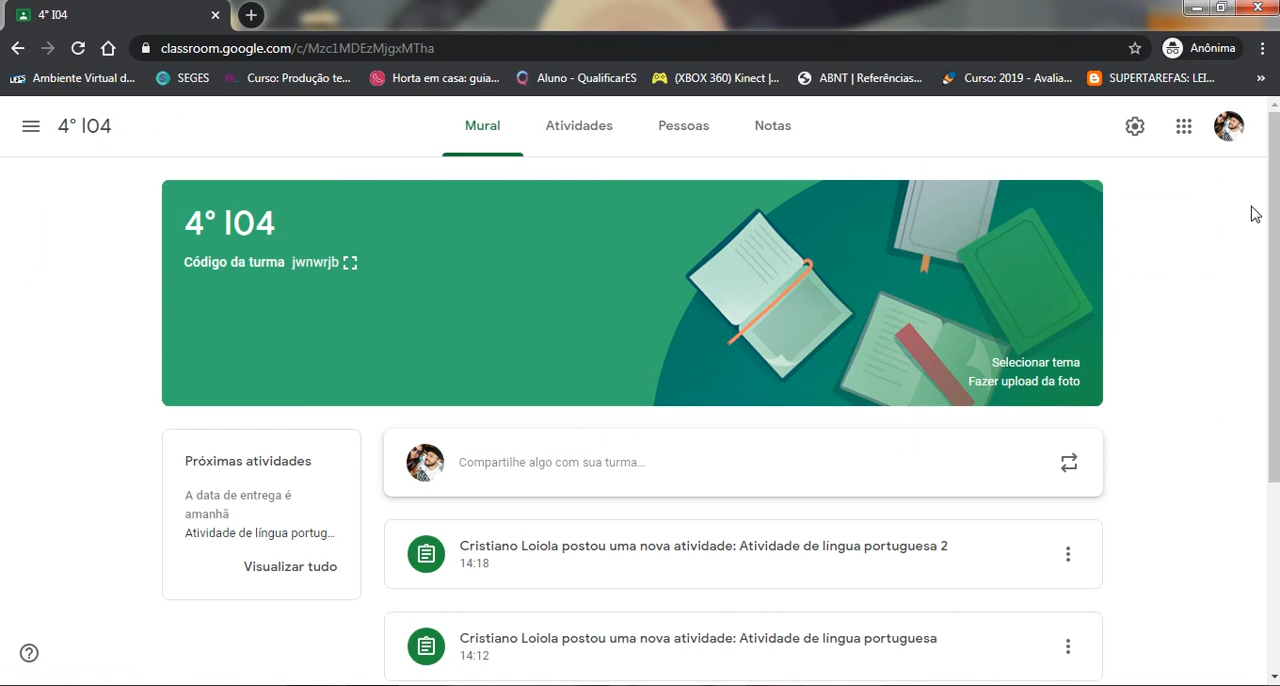 4° I04
classroom.google.com/c/Mzc1MDEzMjgxMTha
Anônima
Ambiente Virtual d...
SEGES
Curso: Produção te...
Horta em casa: guia...
Aluno - QualificarES
(XBOX 360) Kinect |...
ABNT | Referências...
Curso: 2019 - Avalia...
SUPERTAREFAS: LEI...
»
4° I04
Mural
Atividades
Pessoas
Notas
4° I04
Código da turma jwnwrjb
Selecionar tema
Fazer upload da foto
Próximas atividades
A data de entrega é
amanhã
Atividade de língua portug...
Visualizar tudo
Compartilhe algo com sua turma...
Cristiano Loiola postou uma nova atividade: Atividade de língua portuguesa 2
14:18
Cristiano Loiola postou uma nova atividade: Atividade de língua portuguesa
14:12